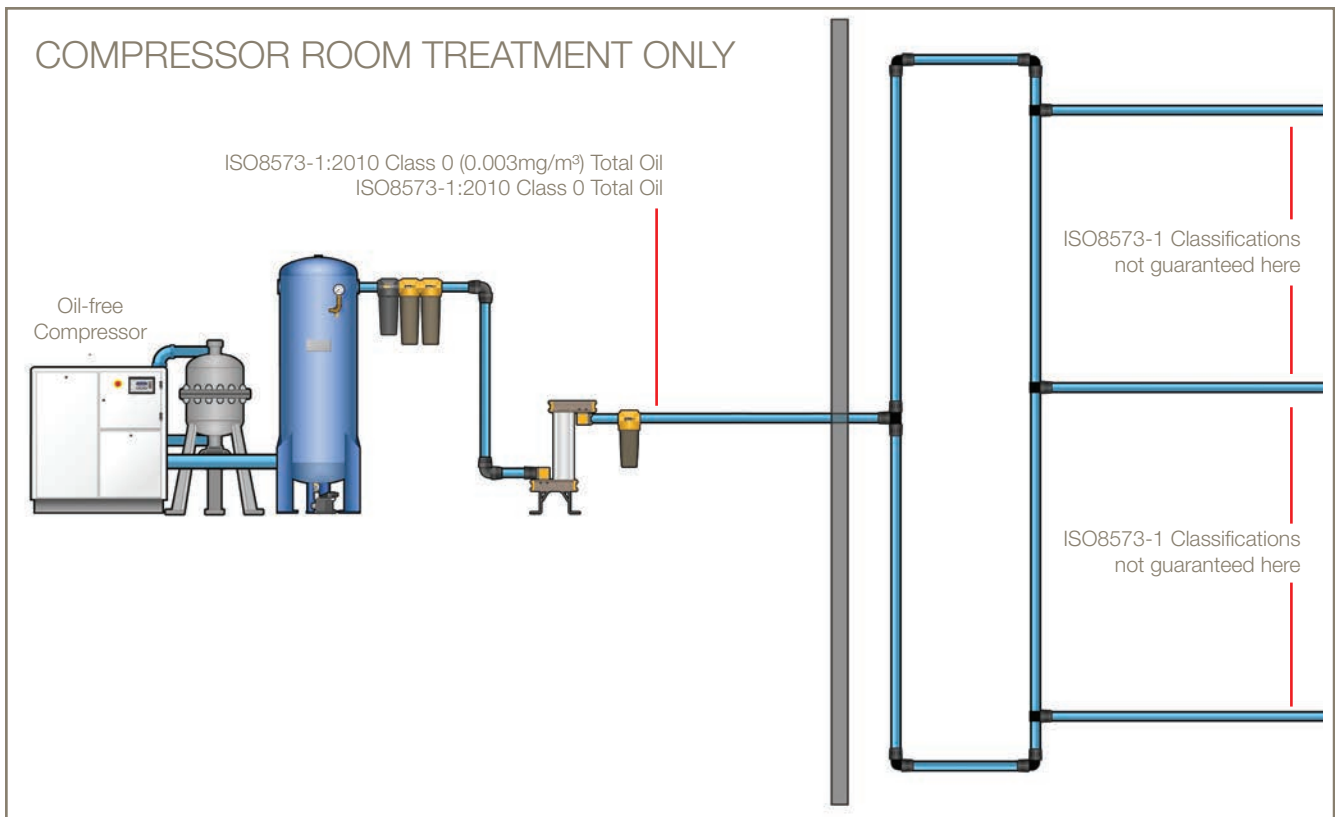 COMPRESSOR ROOM TREATMENT ONLY
ISO8573-1:2010 Class 0 (0.003mg/m³) Total Oil
ISO8573-1:2010 Class 0 Total Oil
Oil-free
Compressor
ISO8573-1 Classifications
not guaranteed here
ISO8573-1 Classifications
not guaranteed here